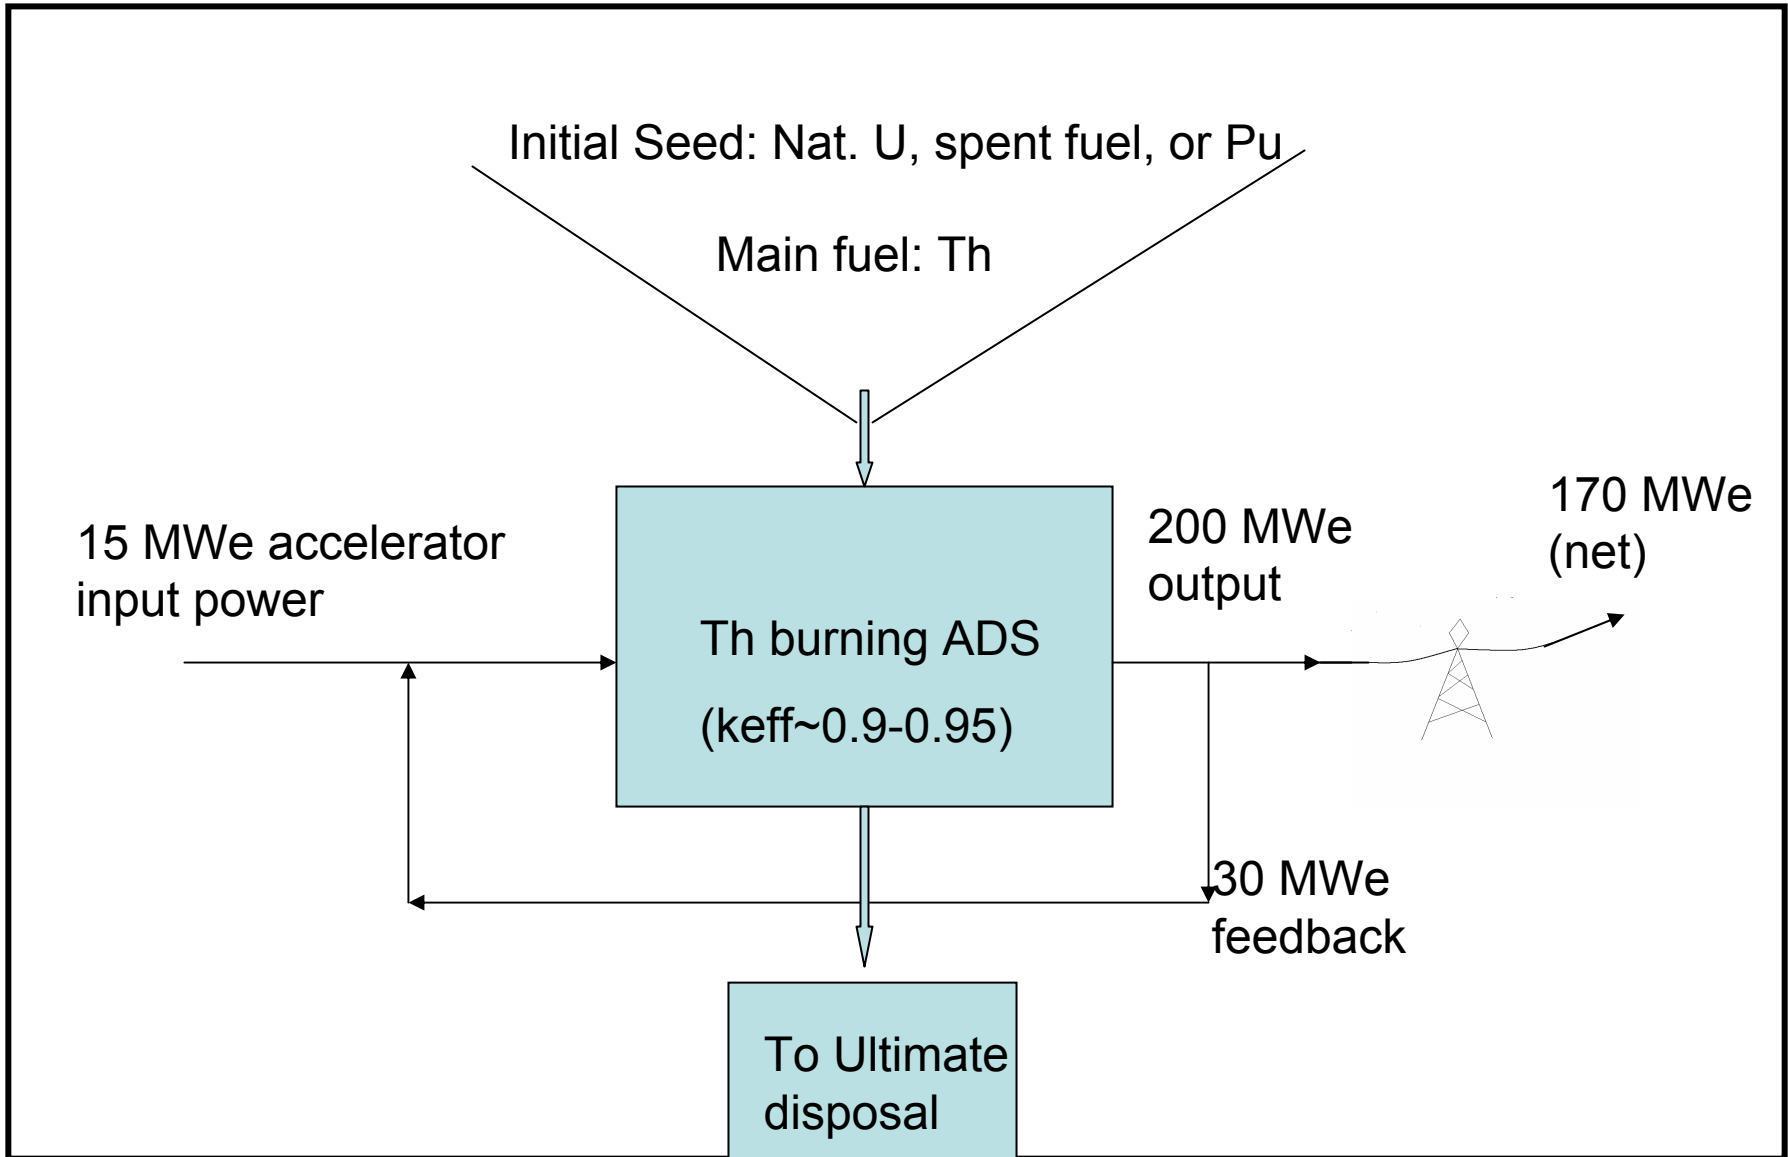 Initial Seed: Nat. U, spent fuel, or Pu
Main fuel: Th
15 MWe accelerator
input power
Th burning ADS
(keff~0.9-0.95)
200 MWe
output
170 MWe
(net)
30 MWe
feedback
To Ultimate
disposal